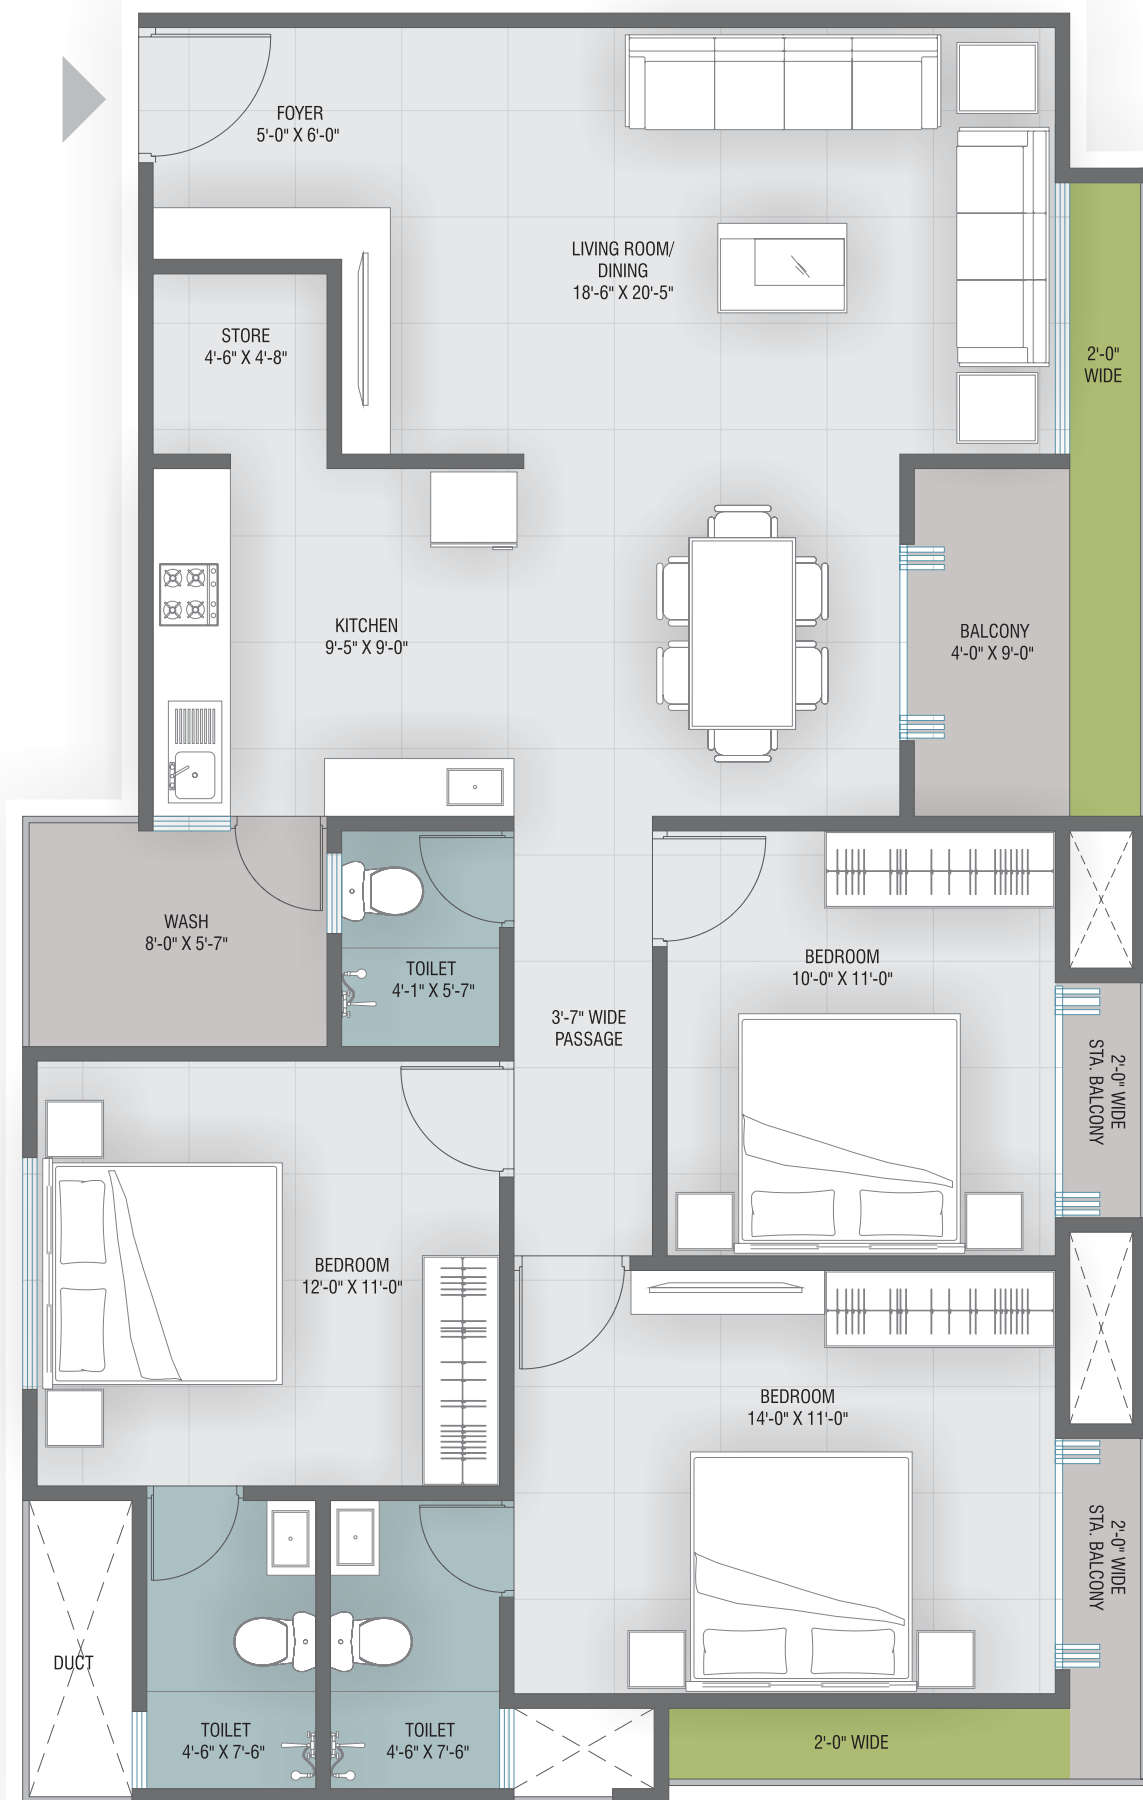 FOYER
5'-0" X 6'-0"
LIVING ROOM/
DINING
18'-6" X 20'-5"
STORE
4'-6" X 4'-8"
2'-0"
WIDE
KITCHEN
9'-5" X 9'-0"
BALCONY
4'-0" X 9'-0"
WASH
8'-0" X 5'-7"
TOILET
4'-1" X 5'-7"
BEDROOM
10'-0" X 11'-0"
3'-7" WIDE
PASSAGE
2'-0" WIDE
STA. BALCONY
BEDROOM
12'-0" X 11'-0"
BEDROOM
14'-0" X 11'-0"
2'-0" WIDE
STA. BALCONY
DUCT
TOILET
4'-6" X 7'-6"
TOILET
4'-6" X 7'-6"
2'-0" WIDE